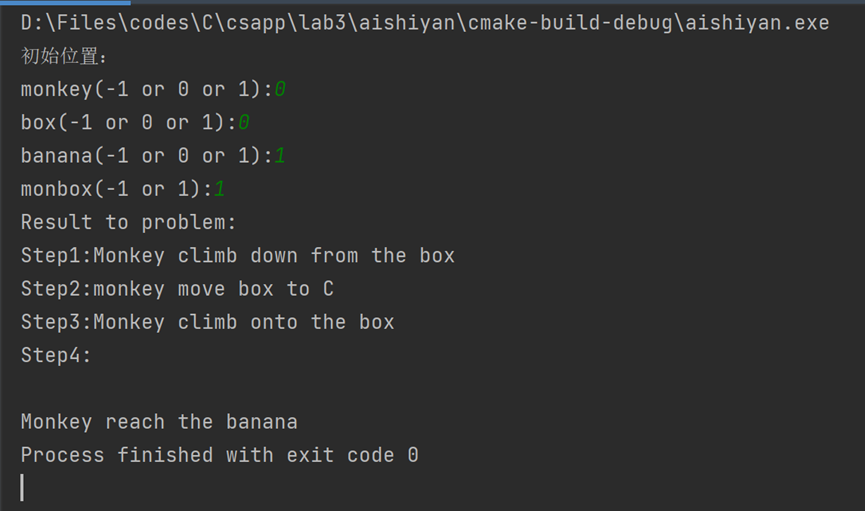 D:\Files\codes\C\csapp\lab3\aishiyan\cmake-build-debug\aishiyan.exe
初始位置：
monkey(-1 or 0 or 1):0
box(-1 or 0 or 1):0
banana(-1 or 0 or 1):1
monbox(-1 or 1):1
Result to problem:
Step1:Monkey climb down from the box
Step2:monkey move box to C
Step3:Monkey climb onto the box
Step4:
Monkey reach the banana
Process finished with exit code 0